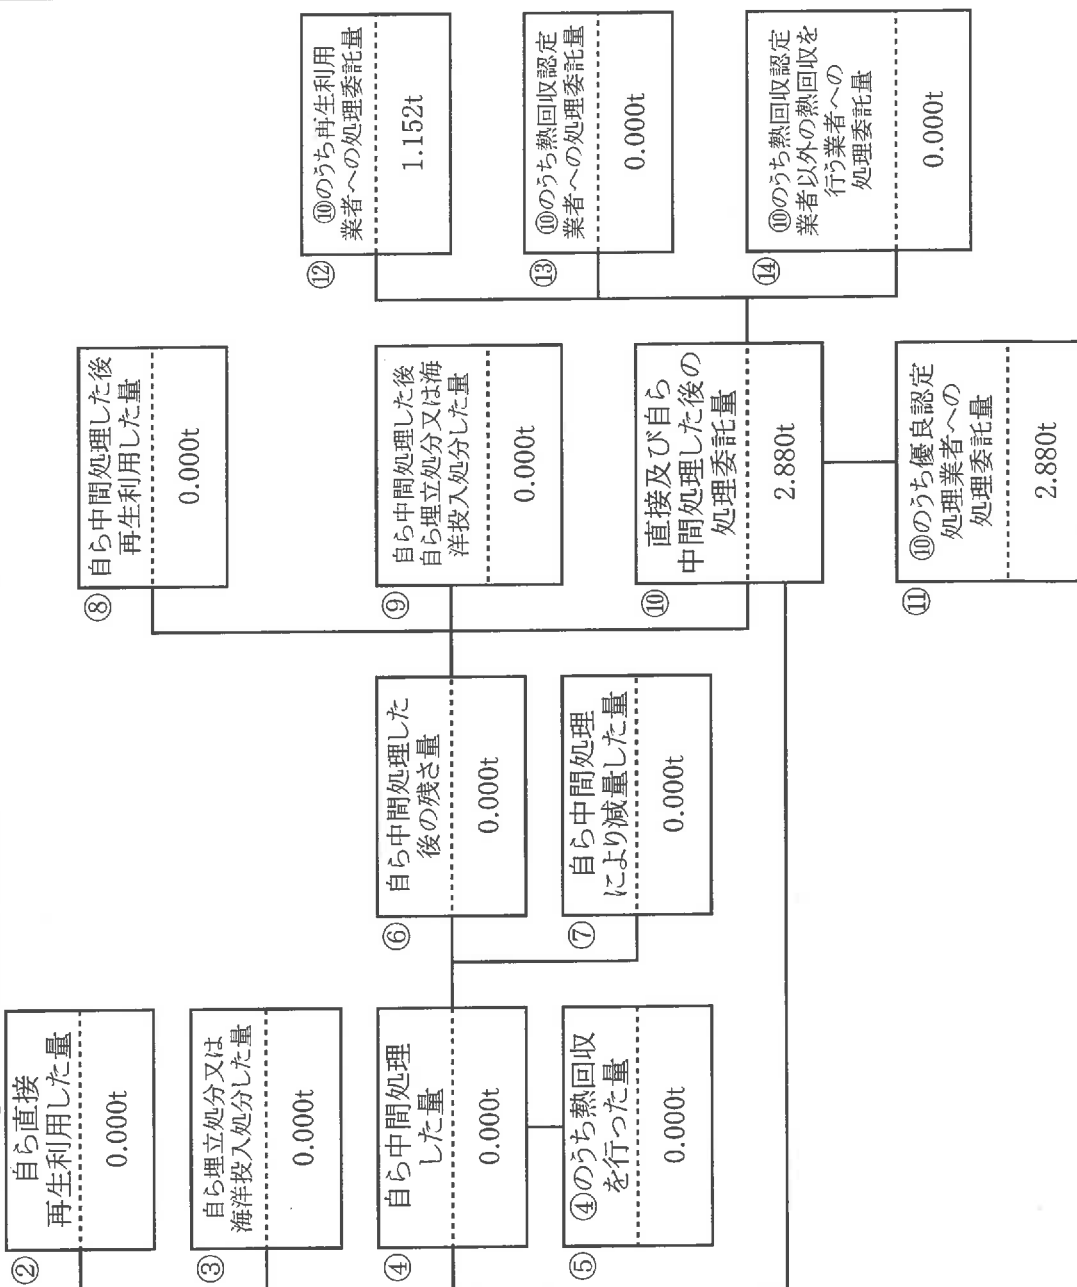 ②
自ら直接
再生利用した量
0.000t
③
自ら埋立処分又は
海洋投入処分した量
0.000t
④
自ら中間処理
した量
0.000t
⑤
④のうち熱回収
を行った量
0.000t
⑥
自ら中間処理した
後の残さ量
0.000t
⑦
自ら中間処理
により減量した量
0.000t
⑧
自ら中間処理した後
再生利用した量
0.000t
⑨
自ら中間処理した後
自ら埋立処分又は海
洋投入処分した量
0.000t
⑩
直接及び自ら
中間処理した後の
処理委託量
2.880t
⑪
⑩のうち優良認定
処理業者への
処理委託量
2.880t
⑫
⑩のうち再生利用
業者への処理委託量
1.152t
⑬
⑩のうち熱回収認定
業者への処理委託量
0.000t
⑭
⑩のうち熱回収認定
業者以外の熱回収を
行う業者への
処理委託量
0.000t